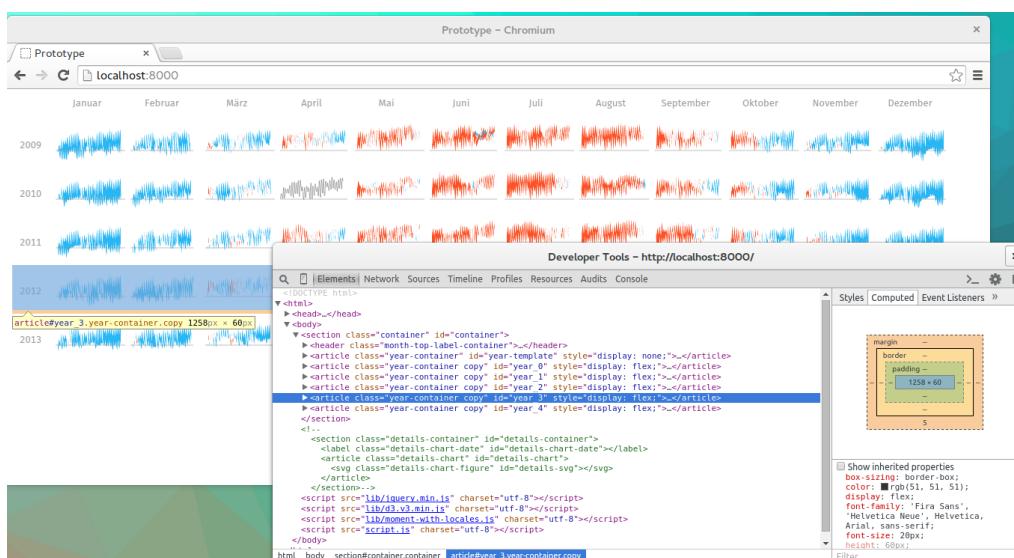 Prototype - Chromium ×
Prototype ×
localhost:8000
Januar Februar März April Mai Juni Juli August September Oktober November Dezember
2009
2010
2011
2012
article#year_3.year-container.copy 1258px × 60px
2013
Developer Tools - http://localhost:8000/
Elements Network Sources Timeline Profiles Resources Audits Console
<!DOCTYPE html>
▼<html>
▶<head>…</head>
▼<body>
▼<section class="container" id="container">
▶<header class="month-top-label-container">…</header>
▶<article class="year-container" id="year-template" style="display: none;">…</article>
▶<article class="year-container copy" id="year_0" style="display: flex;">…</article>
▶<article class="year-container copy" id="year_1" style="display: flex;">…</article>
▶<article class="year-container copy" id="year_2" style="display: flex;">…</article>
▶<article class="year-container copy" id="year_3" style="display: flex;">…</article>
▶<article class="year-container copy" id="year_4" style="display: flex;">…</article>
</section>
<!--
<section class="details-container" id="details-container">
<label class="details-chart-date" id="details-chart-date"></label>
<article class="details-chart" id="details-chart">
<svg class="details-chart-figure" id="details-svg"></svg>
</article>
</section>-->
<script src="lib/jquery.min.js" charset="utf-8"></script>
<script src="lib/d3.v3.min.js" charset="utf-8"></script>
<script src="lib/moment-with-locales.js" charset="utf-8"></script>
<script src="script.js" charset="utf-8"></script>
</body>
html body section#container.container article#year_3.year-container.copy
Styles Computed Event Listeners »
margin –
border –
padding –
– – – 1258 × 60 – – –
–
–
5
Show inherited properties
box-sizing: border-box;
color: rgb(51, 51, 51);
display: flex;
font-family: 'Fira Sans',
'Helvetica Neue', Helvetica,
Arial, sans-serif;
font-size: 20px;
height: 60px;
Filter